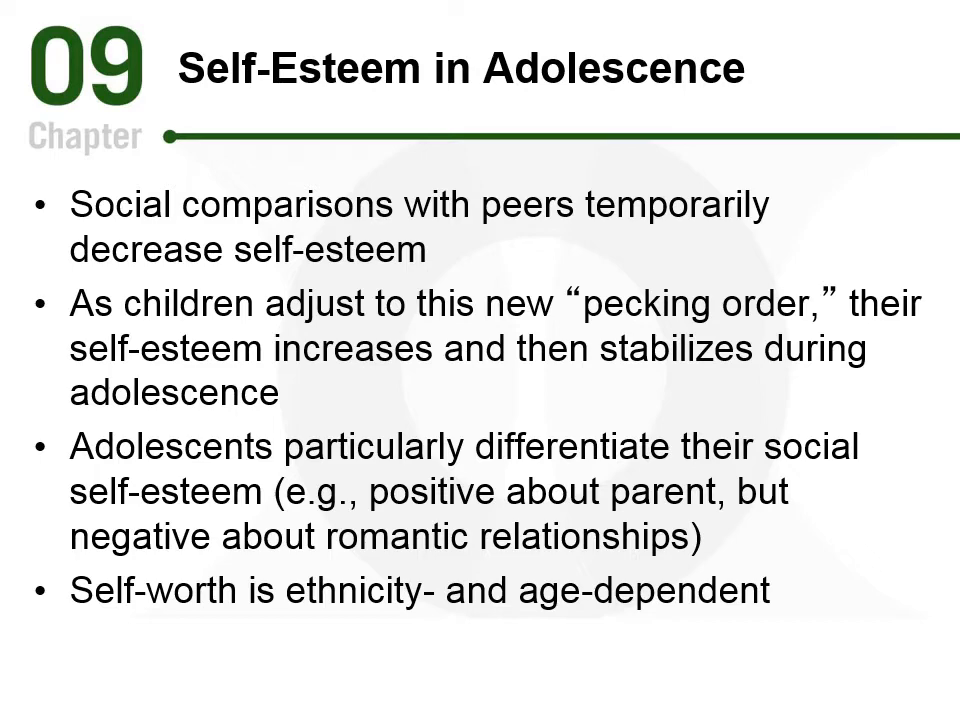 09
Chapter
Self-Esteem in Adolescence
• Social comparisons with peers temporarily
decrease self-esteem
• As children adjust to this new “pecking order,” their
self-esteem increases and then stabilizes during
adolescence
• Adolescents particularly differentiate their social
self-esteem (e.g., positive about parent, but
negative about romantic relationships)
• Self-worth is ethnicity- and age-dependent